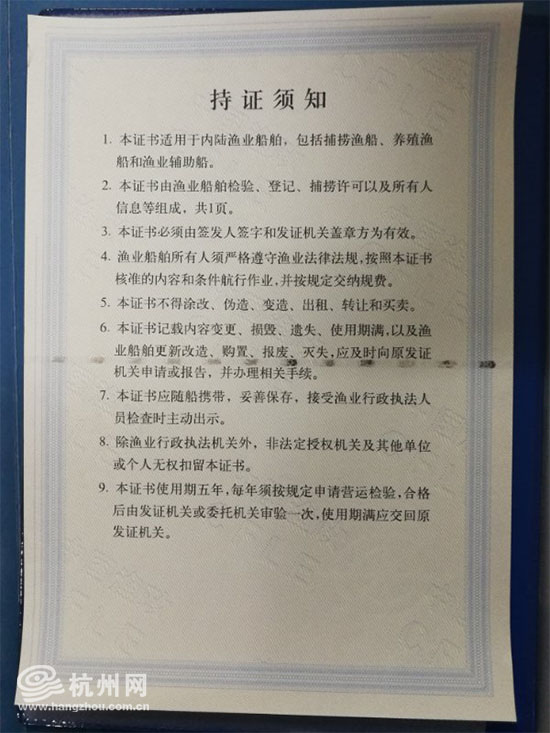 持证须知
1. 本证书适用于内陆渔业船舶，包括捕捞渔船、养殖渔
船和渔业辅助船。
2. 本证书由渔业船舶检验、登记、捕捞许可以及所有人
信息等组成，共1页。
3. 本证书必须由签发人签字和发证机关盖章方为有效。
4. 渔业船舶所有人须严格遵守渔业法律法规，按照本证书
核准的内容和条件航行作业，并按规定交纳规费。
5. 本证书不得涂改、伪造、变造、出租、转让和买卖。
6. 本证书记载内容变更、损毁、遗失、使用期满，以及渔
业船舶更新改造、购置、报废、灭失，应及时向原发证
机关申请或报告，并办理相关手续。
7. 本证书应随船携带，妥善保存，接受渔业行政执法人
员检查时主动出示。
8. 除渔业行政执法机关外，非法定授权机关及其他单位
或个人无权扣留本证书。
9. 本证书使用期五年，每年须按规定申请营运检验，合格
后由发证机关或委托机关审验一次，使用期满应交回原
发证机关。
杭州网
www.hangzhou.com.cn